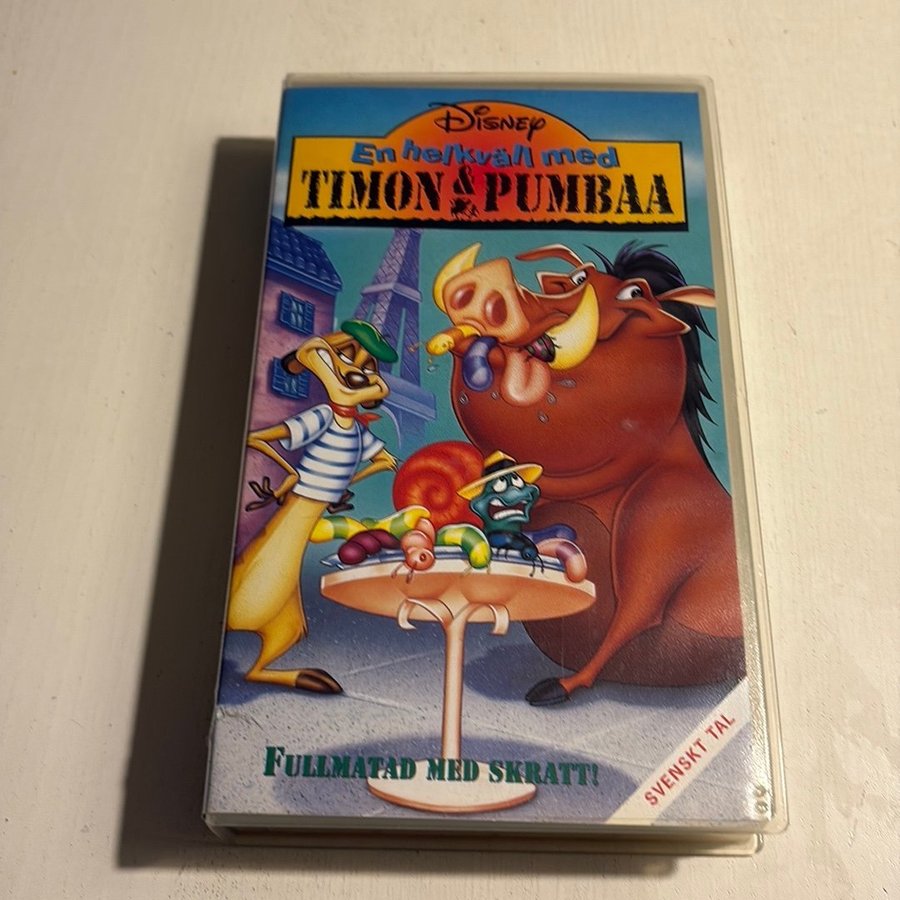 Disney
En helkväll med
TIMON & PUMBAA
FULLMATAD MED SKRATT!
SVENSKT TAL